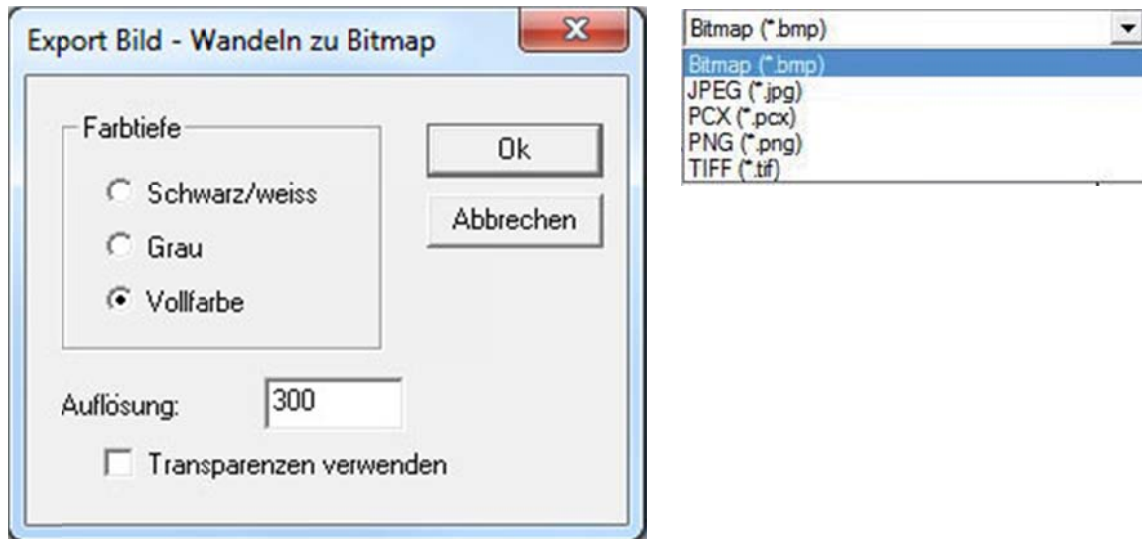 Export Bild - Wandeln zu Bitmap
Farbtiefe
Schwarz/weiss
Grau
Vollfarbe
Ok
Abbrechen
Auflösung: 300
Transparenzen verwenden
Bitmap (*.bmp)
Bitmap (*.bmp)
JPEG (*.jpg)
PCX (*.pcx)
PNG (*.png)
TIFF (*.tif)